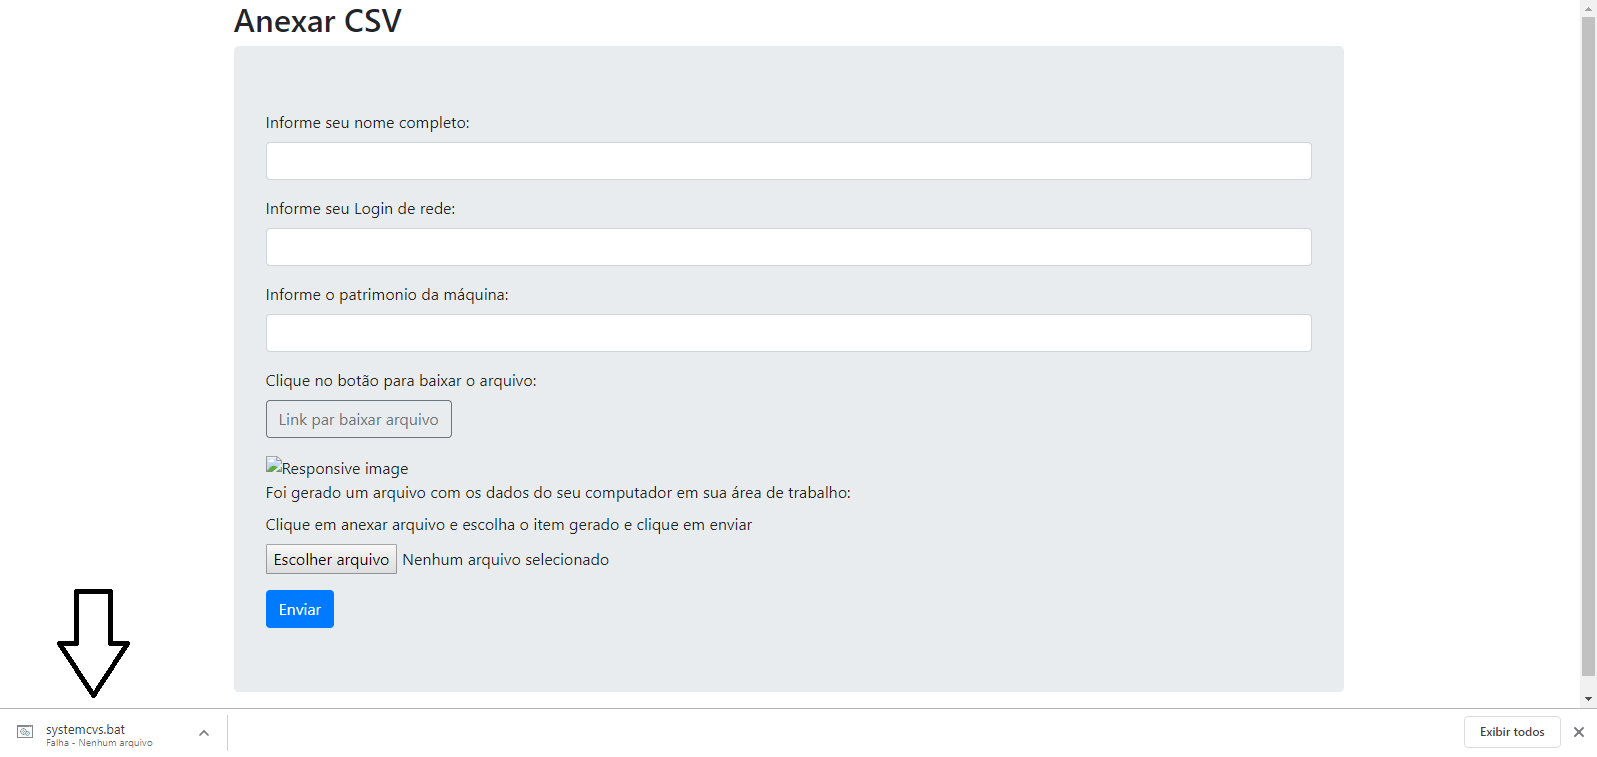 Anexar CSV
Informe seu nome completo:
Informe seu Login de rede:
Informe o patrimonio da máquina:
Clique no botão para baixar o arquivo:
Link par baixar arquivo
Responsive image
Foi gerado um arquivo com os dados do seu computador em sua área de trabalho:
Clique em anexar arquivo e escolha o item gerado e clique em enviar
Escolher arquivo Nenhum arquivo selecionado
Enviar
systemcvs.bat
Falha - Nenhum arquivo
Exibir todos